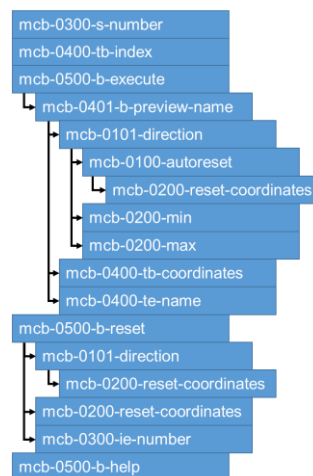 mcb-0300-s-number
mcb-0400-tb-index
mcb-0500-b-execute
mcb-0401-b-preview-name
mcb-0101-direction
mcb-0100-autoreset
mcb-0200-reset-coordinates
mcb-0200-min
mcb-0200-max
mcb-0400-tb-coordinates
mcb-0400-te-name
mcb-0500-b-reset
mcb-0101-direction
mcb-0200-reset-coordinates
mcb-0200-reset-coordinates
mcb-0300-ie-number
mcb-0500-b-help